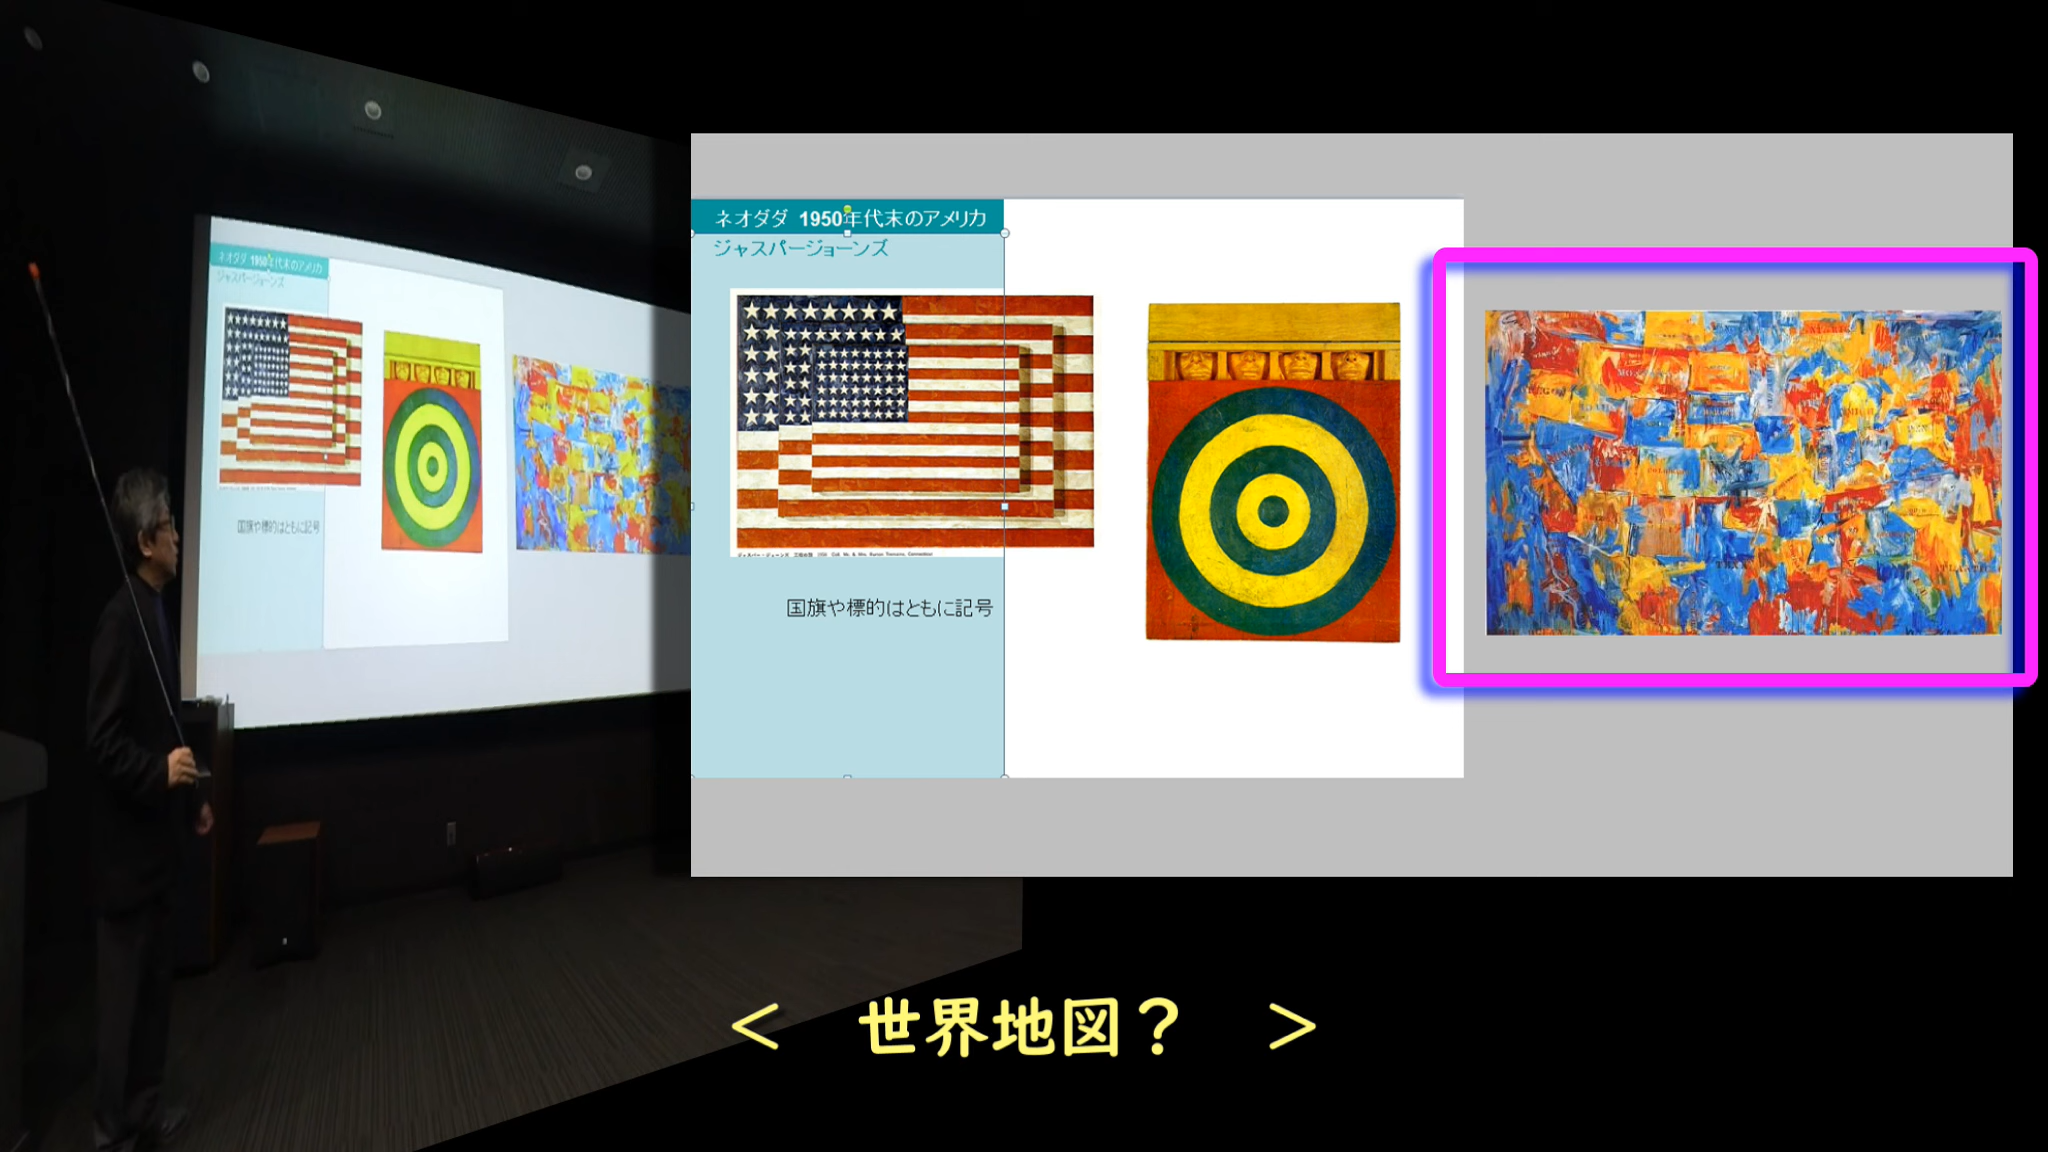 ネオダダ 1950年代末のアメリカ
ジャスパージョーンズ
国旗や標的はともに記号
＜ 世界地図？ ＞